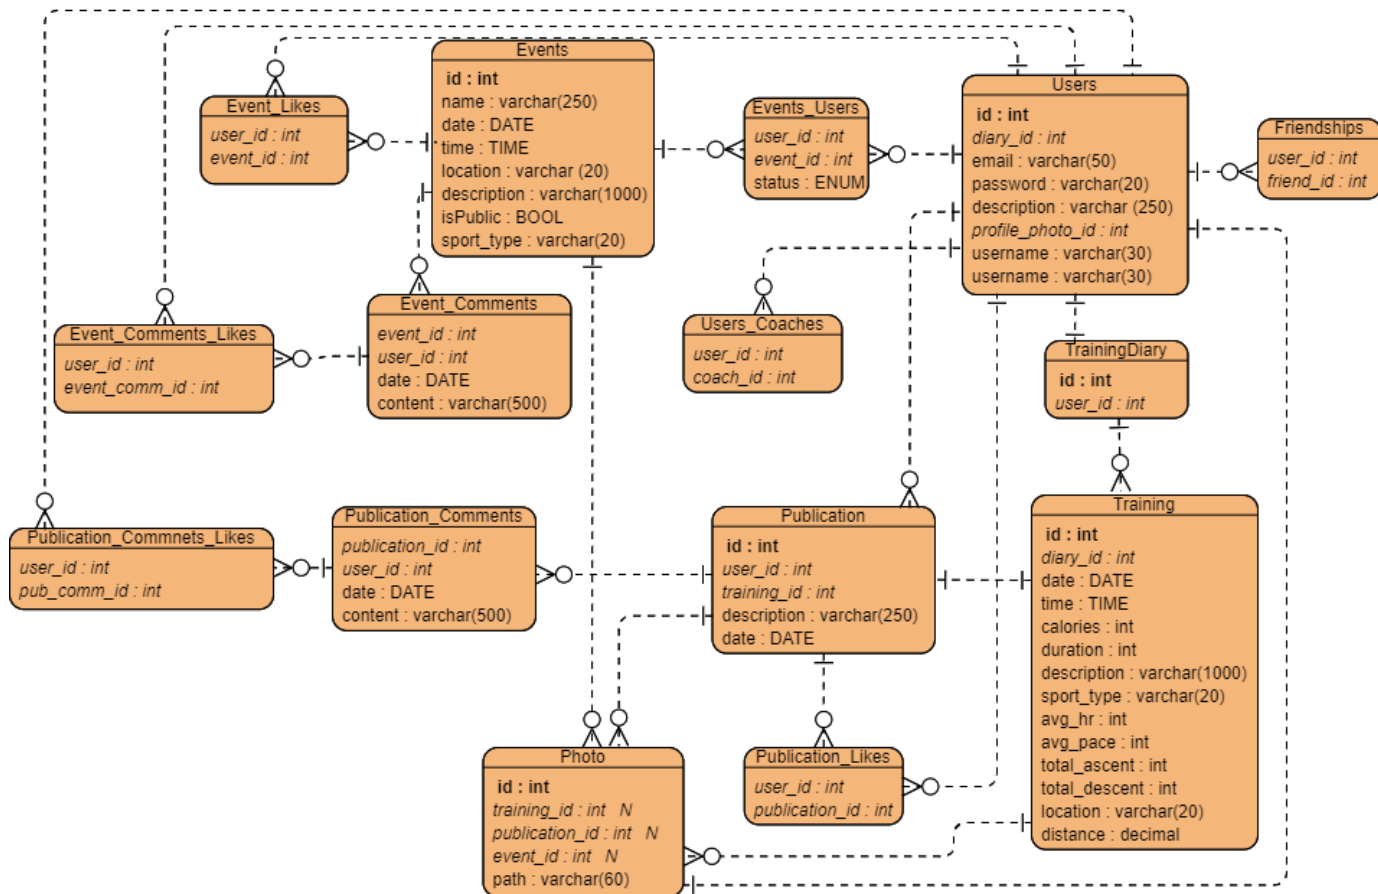 Events
id : int
name : varchar(250)
date : DATE
time : TIME
location : varchar (20)
description : varchar(1000)
isPublic : BOOL
sport_type : varchar(20)
Users
id : int
diary_id : int
email : varchar(50)
password : varchar(20)
description : varchar (250)
profile_photo_id : int
username : varchar(30)
username : varchar(30)
Event_Likes
user_id : int
event_id : int
Events_Users
user_id : int
event_id : int
status : ENUM
Friendships
user_id : int
friend_id : int
Event_Comments
event_id : int
user_id : int
date : DATE
content : varchar(500)
Event_Comments_Likes
user_id : int
event_comm_id : int
Users_Coaches
user_id : int
coach_id : int
TrainingDiary
id : int
user_id : int
Training
id : int
diary_id : int
date : DATE
time : TIME
calories : int
duration : int
description : varchar(1000)
sport_type : varchar(20)
avg_hr : int
avg_pace : int
total_ascent : int
total_descent : int
location : varchar(20)
distance : decimal
Publication_Comments
publication_id : int
user_id : int
date : DATE
content : varchar(500)
Publication
id : int
user_id : int
training_id : int
description : varchar(250)
date : DATE
Publication_Commnets_Likes
user_id : int
pub_comm_id : int
Photo
id : int
training_id : int N
publication_id : int N
event_id : int N
path : varchar(60)
Publication_Likes
user_id : int
publication_id : int